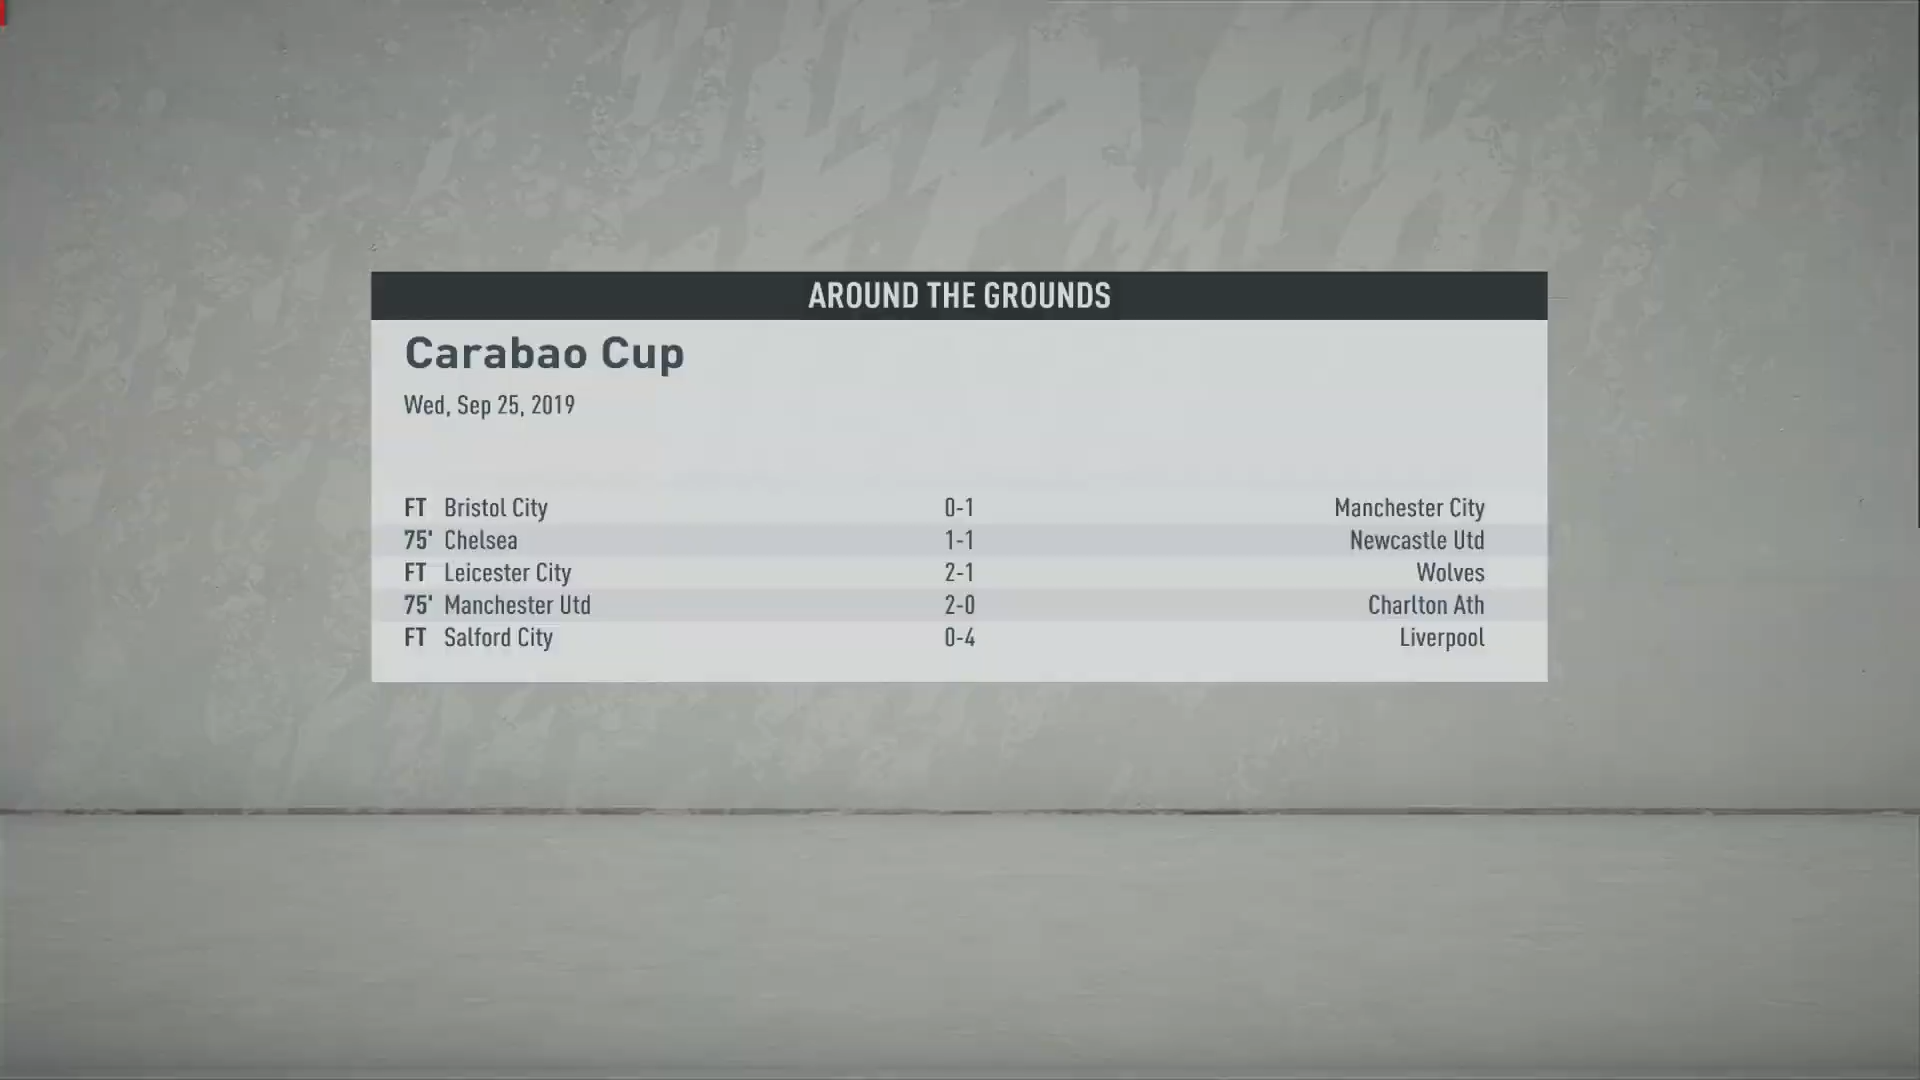 AROUND THE GROUNDS
Carabao Cup
Wed, Sep 25, 2019
FT Bristol City 0-1 Manchester City
75' Chelsea 1-1 Newcastle Utd
FT Leicester City 2-1 Wolves
75' Manchester Utd 2-0 Charlton Ath
FT Salford City 0-4 Liverpool